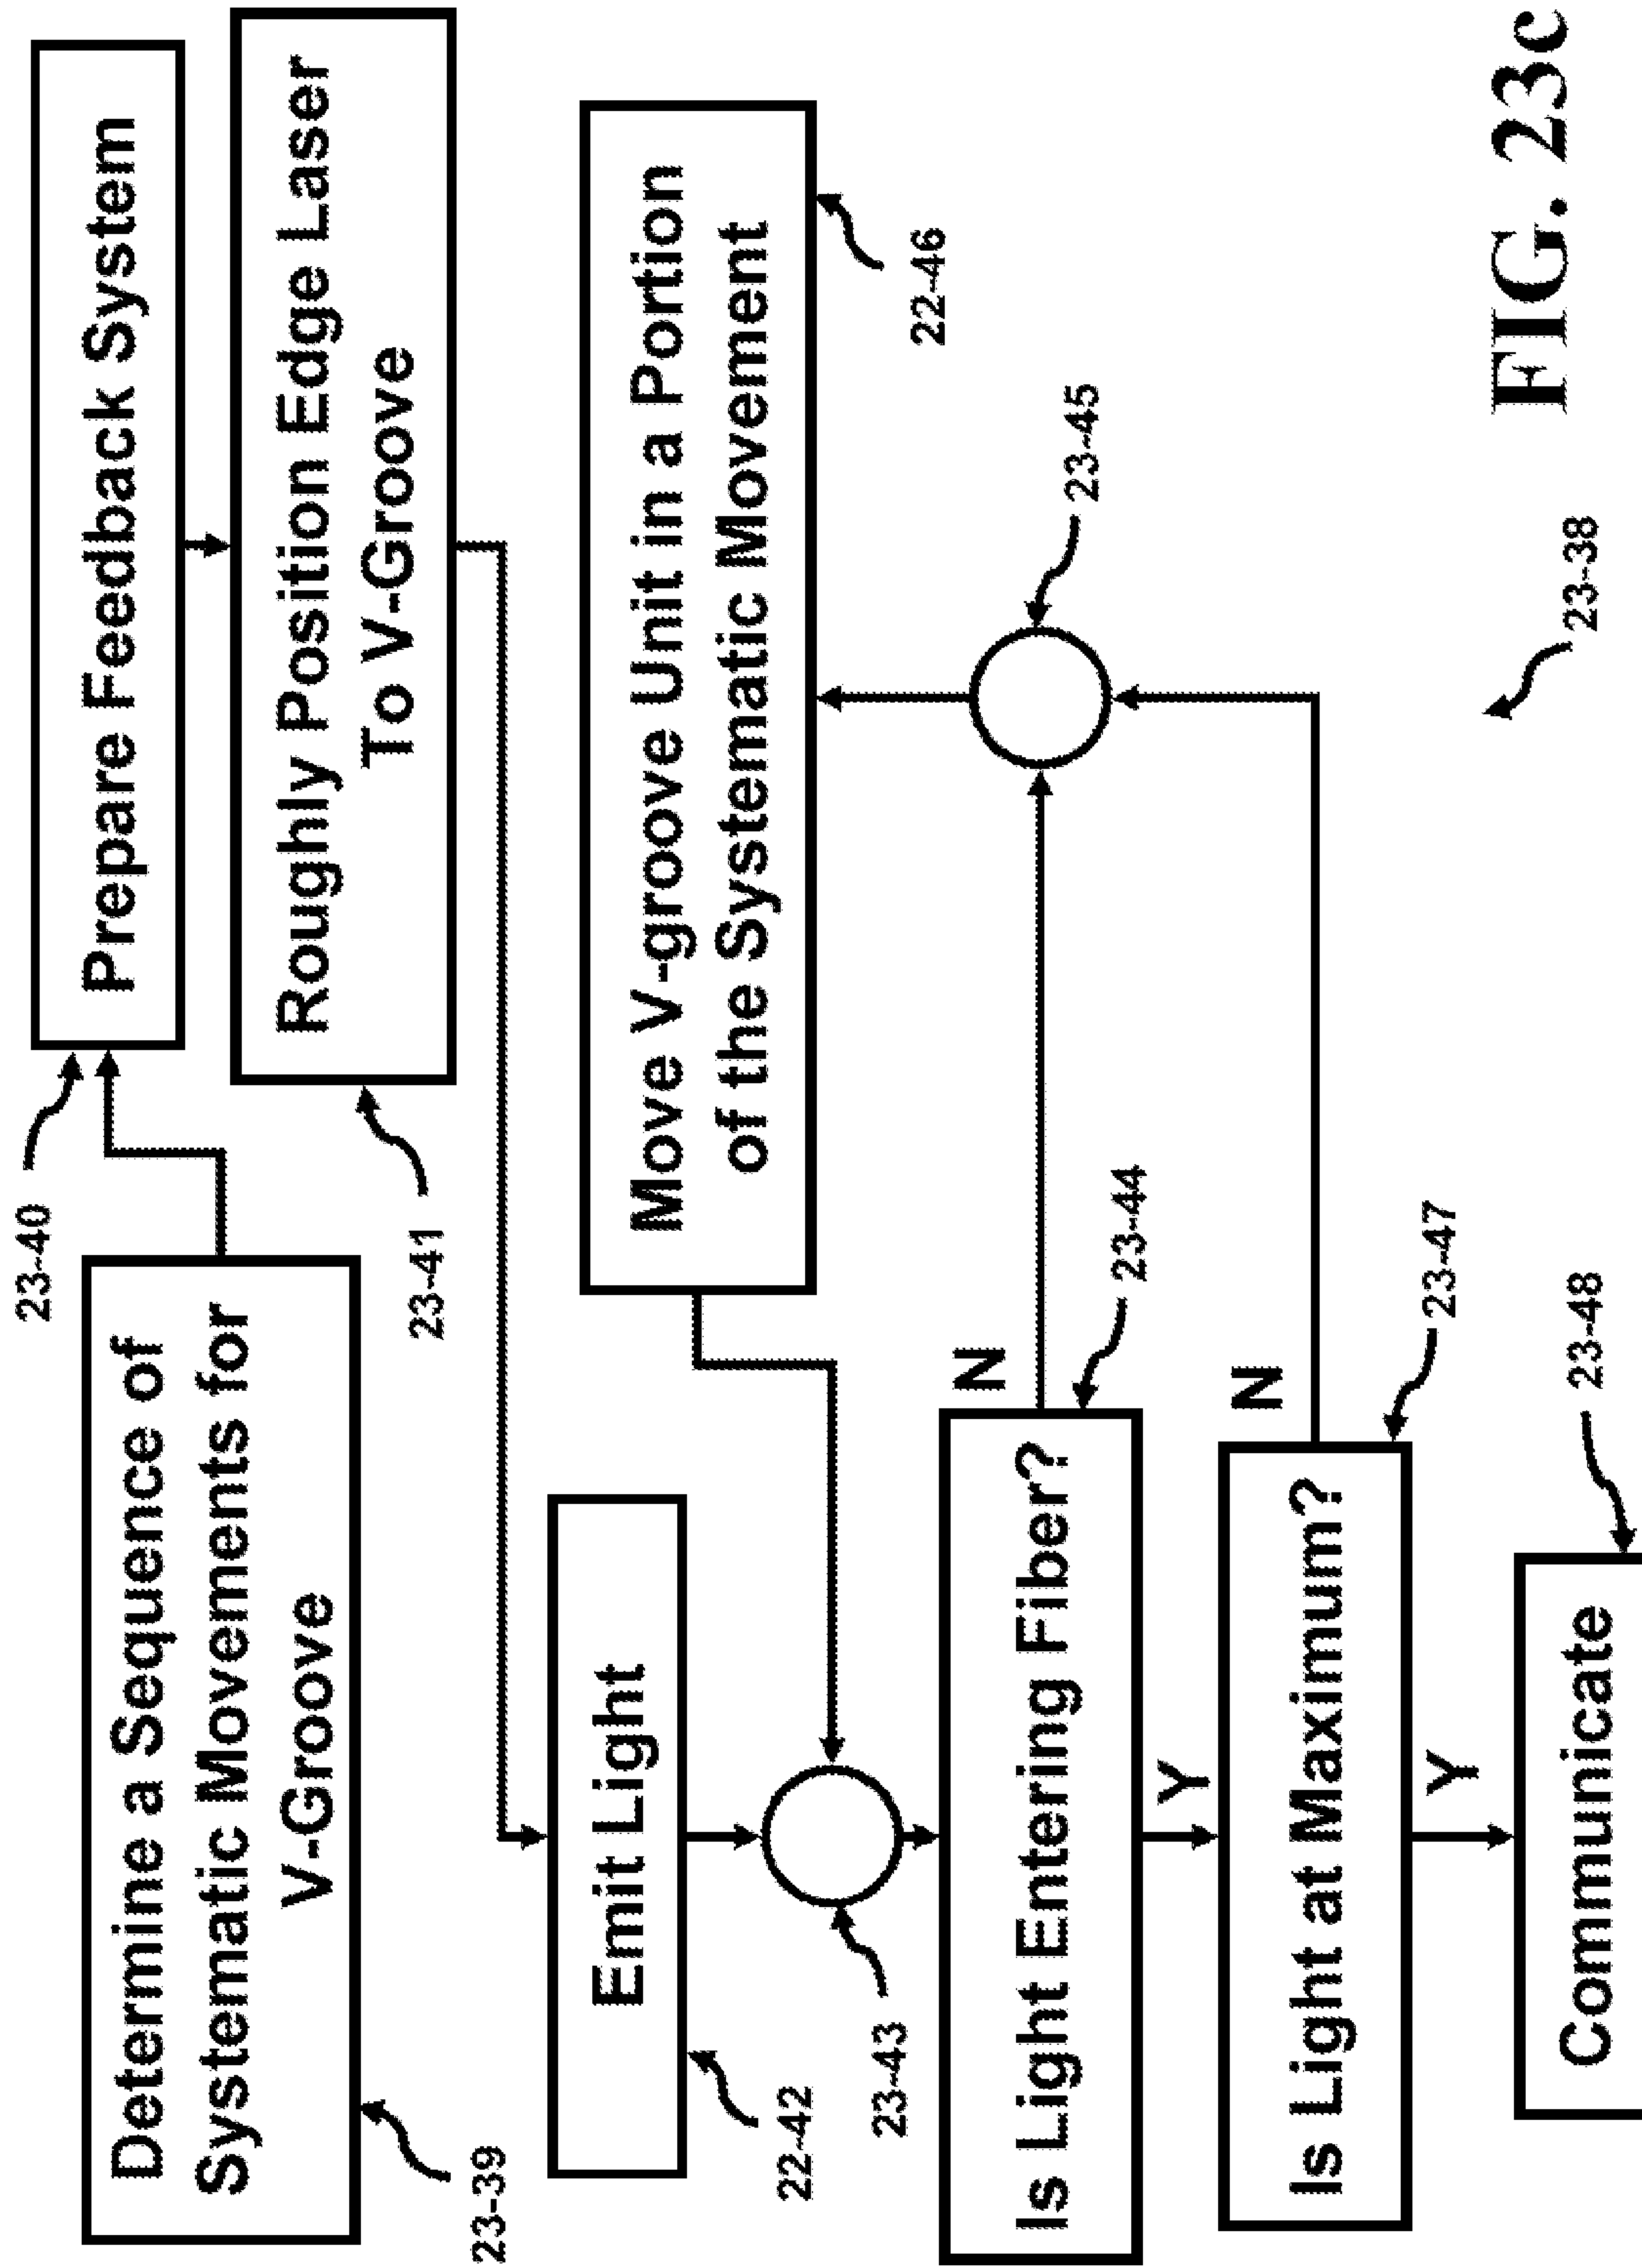 23-40
Prepare Feedback System
Determine a Sequence of
Systematic Movements for
V-Groove
23-39
Roughly Position Edge Laser
To V-Groove
23-41
Emit Light
22-42
Move V-groove Unit in a Portion
of the Systematic Movement
22-46
23-43
23-45
Is Light Entering Fiber?
N
23-44
Y
Is Light at Maximum?
N
23-47
Y
Communicate
23-48
23-38
FIG. 23c